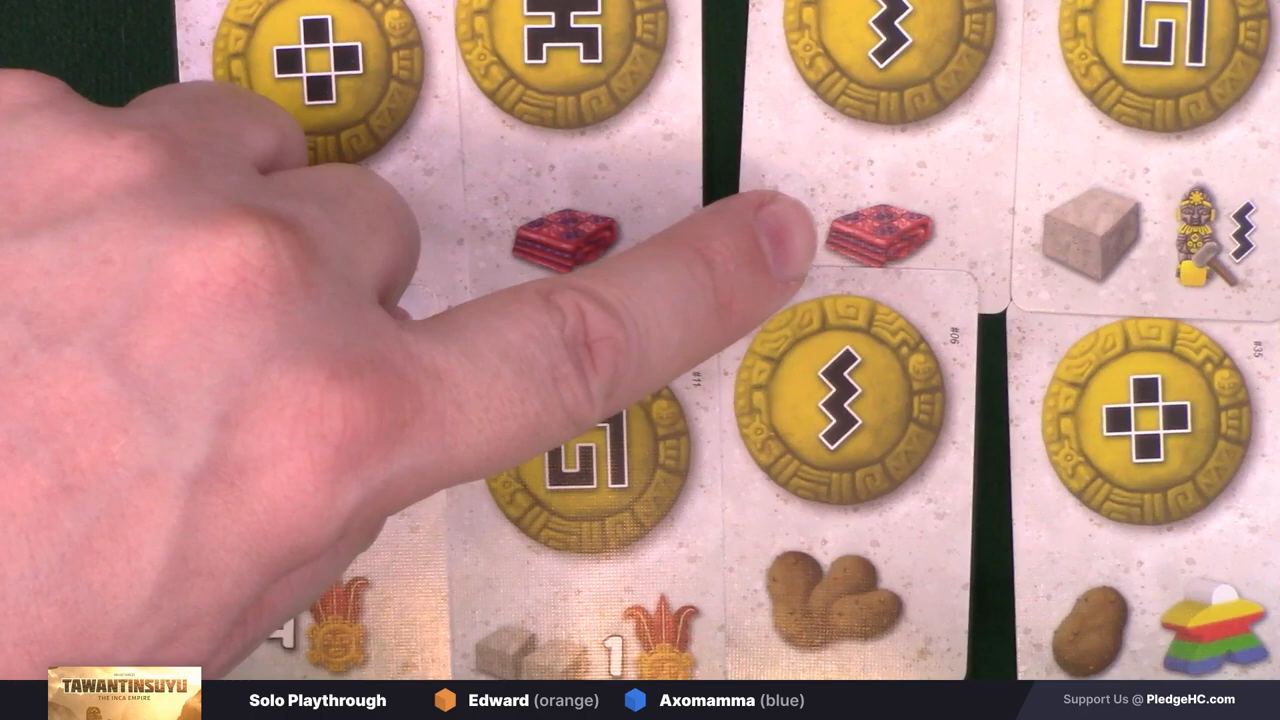 #06
#35
#11
4
1
TAWANTINSUYU
THE INCA EMPIRE
Solo Playthrough
Edward (orange)
Axomamma (blue)
Support Us @ PledgeHC.com